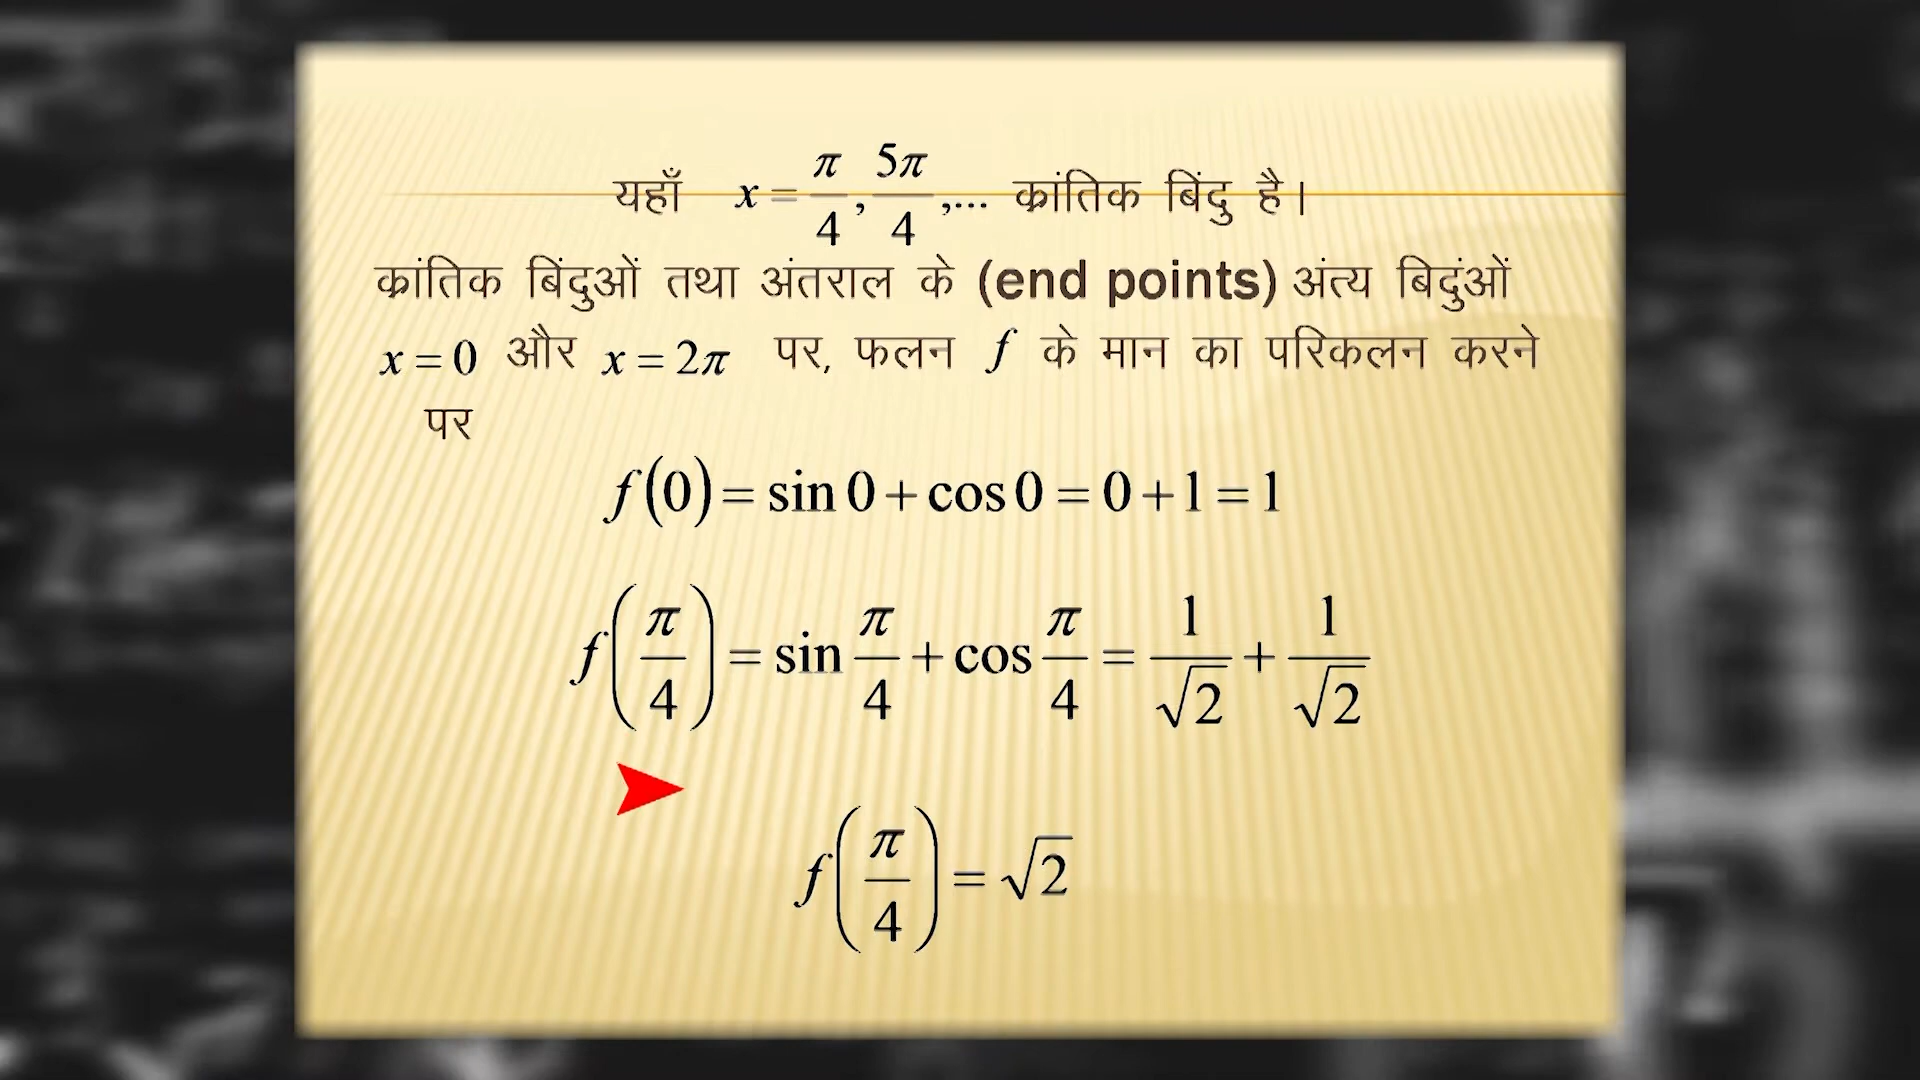 यहाँ x = π/4, 5π/4,... क्रांतिक बिंदु है।
क्रांतिक बिंदुओं तथा अंतराल के (end points) अंत्य बिदुंओं
x = 0 और x = 2π पर, फलन f के मान का परिकलन करने
पर
f(0) = sin 0 + cos 0 = 0 + 1 = 1
f(π/4) = sin π/4 + cos π/4 = 1/√2 + 1/√2
f(π/4) = √2